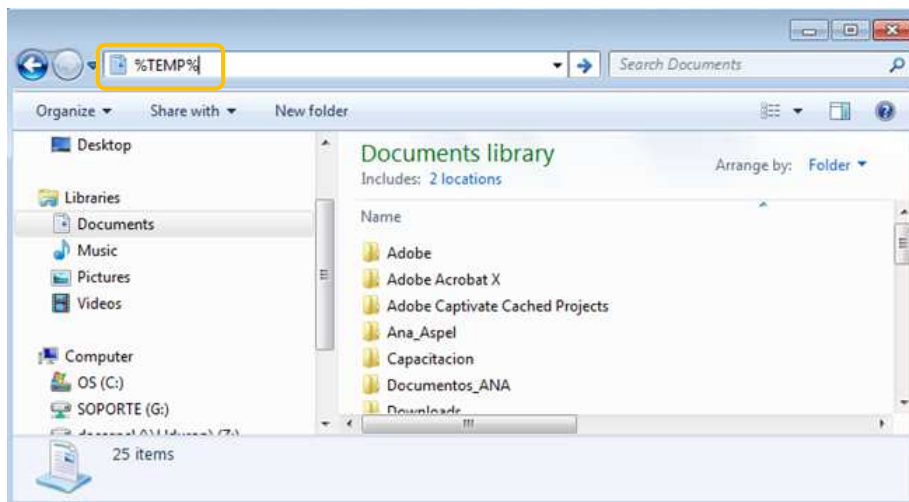 %TEMP%
Search Documents
Organize
Share with
New folder
Desktop
Libraries
Documents
Music
Pictures
Videos
Computer
OS (C:)
SOPORTE (G:)
Documents library
Includes: 2 locations
Arrange by: Folder
Name
Adobe
Adobe Acrobat X
Adobe Captivate Cached Projects
Ana_Aspel
Capacitacion
Documentos_ANA
Downloads
25 items